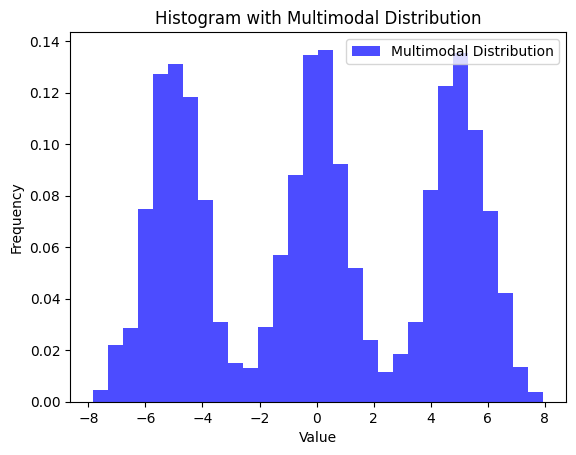 Histogram with Multimodal Distribution
Multimodal Distribution
0.14
0.12
0.10
0.08
0.06
0.04
0.02
0.00
Frequency
−8 −6 −4 −2 0 2 4 6 8
Value